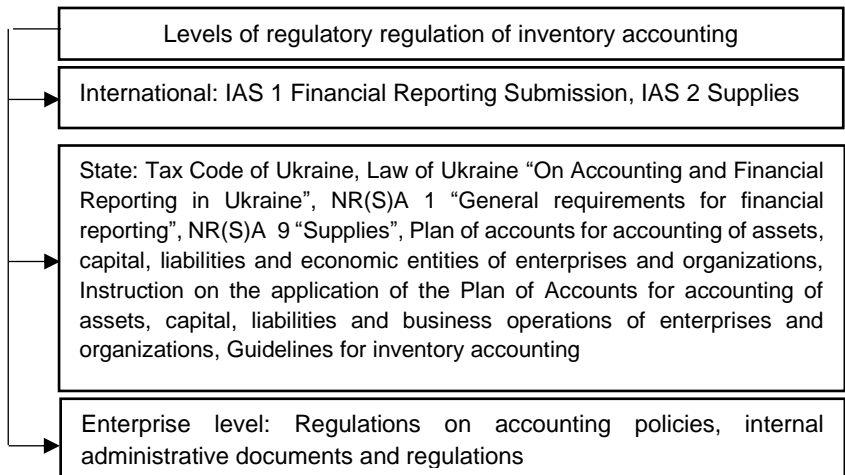 Levels of regulatory regulation of inventory accounting
International: IAS 1 Financial Reporting Submission, IAS 2 Supplies
State: Tax Code of Ukraine, Law of Ukraine “On Accounting and Financial
Reporting in Ukraine”, NR(S)A 1 “General requirements for financial
reporting”, NR(S)A 9 “Supplies”, Plan of accounts for accounting of assets,
capital, liabilities and economic entities of enterprises and organizations,
Instruction on the application of the Plan of Accounts for accounting of
assets, capital, liabilities and business operations of enterprises and
organizations, Guidelines for inventory accounting
Enterprise level: Regulations on accounting policies, internal
administrative documents and regulations